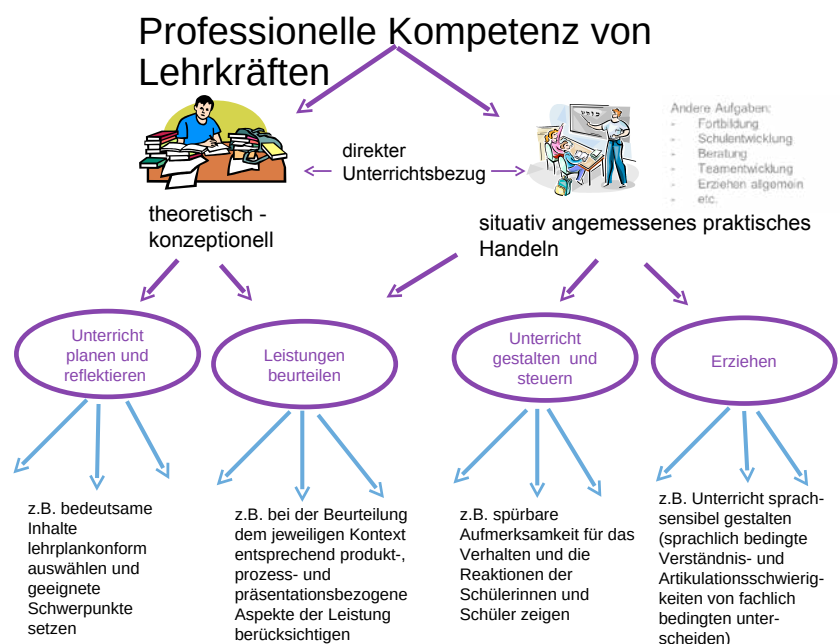 Professionelle Kompetenz von
Lehrkräften
Andere Aufgaben:
- Fortbildung
- Schulentwicklung
- Beratung
- Teamentwicklung
- Erziehen allgemein
- etc.
direkter
Unterrichtsbezug
theoretisch -
konzeptionell
situativ angemessenes praktisches
Handeln
Unterricht
planen und
reflektieren
Leistungen
beurteilen
Unterricht
gestalten und
steuern
Erziehen
z.B. bedeutsame
Inhalte
lehrplankonform
auswählen und
geeignete
Schwerpunkte
setzen
z.B. bei der Beurteilung
dem jeweiligen Kontext
entsprechend produkt-,
prozess- und
präsentationsbezogene
Aspekte der Leistung
berücksichtigen
z.B. spürbare
Aufmerksamkeit für das
Verhalten und die
Reaktionen der
Schülerinnen und
Schüler zeigen
z.B. Unterricht sprach-
sensibel gestalten
(sprachlich bedingte
Verständnis- und
Artikulationsschwierig-
keiten von fachlich
bedingten unter-
scheiden)